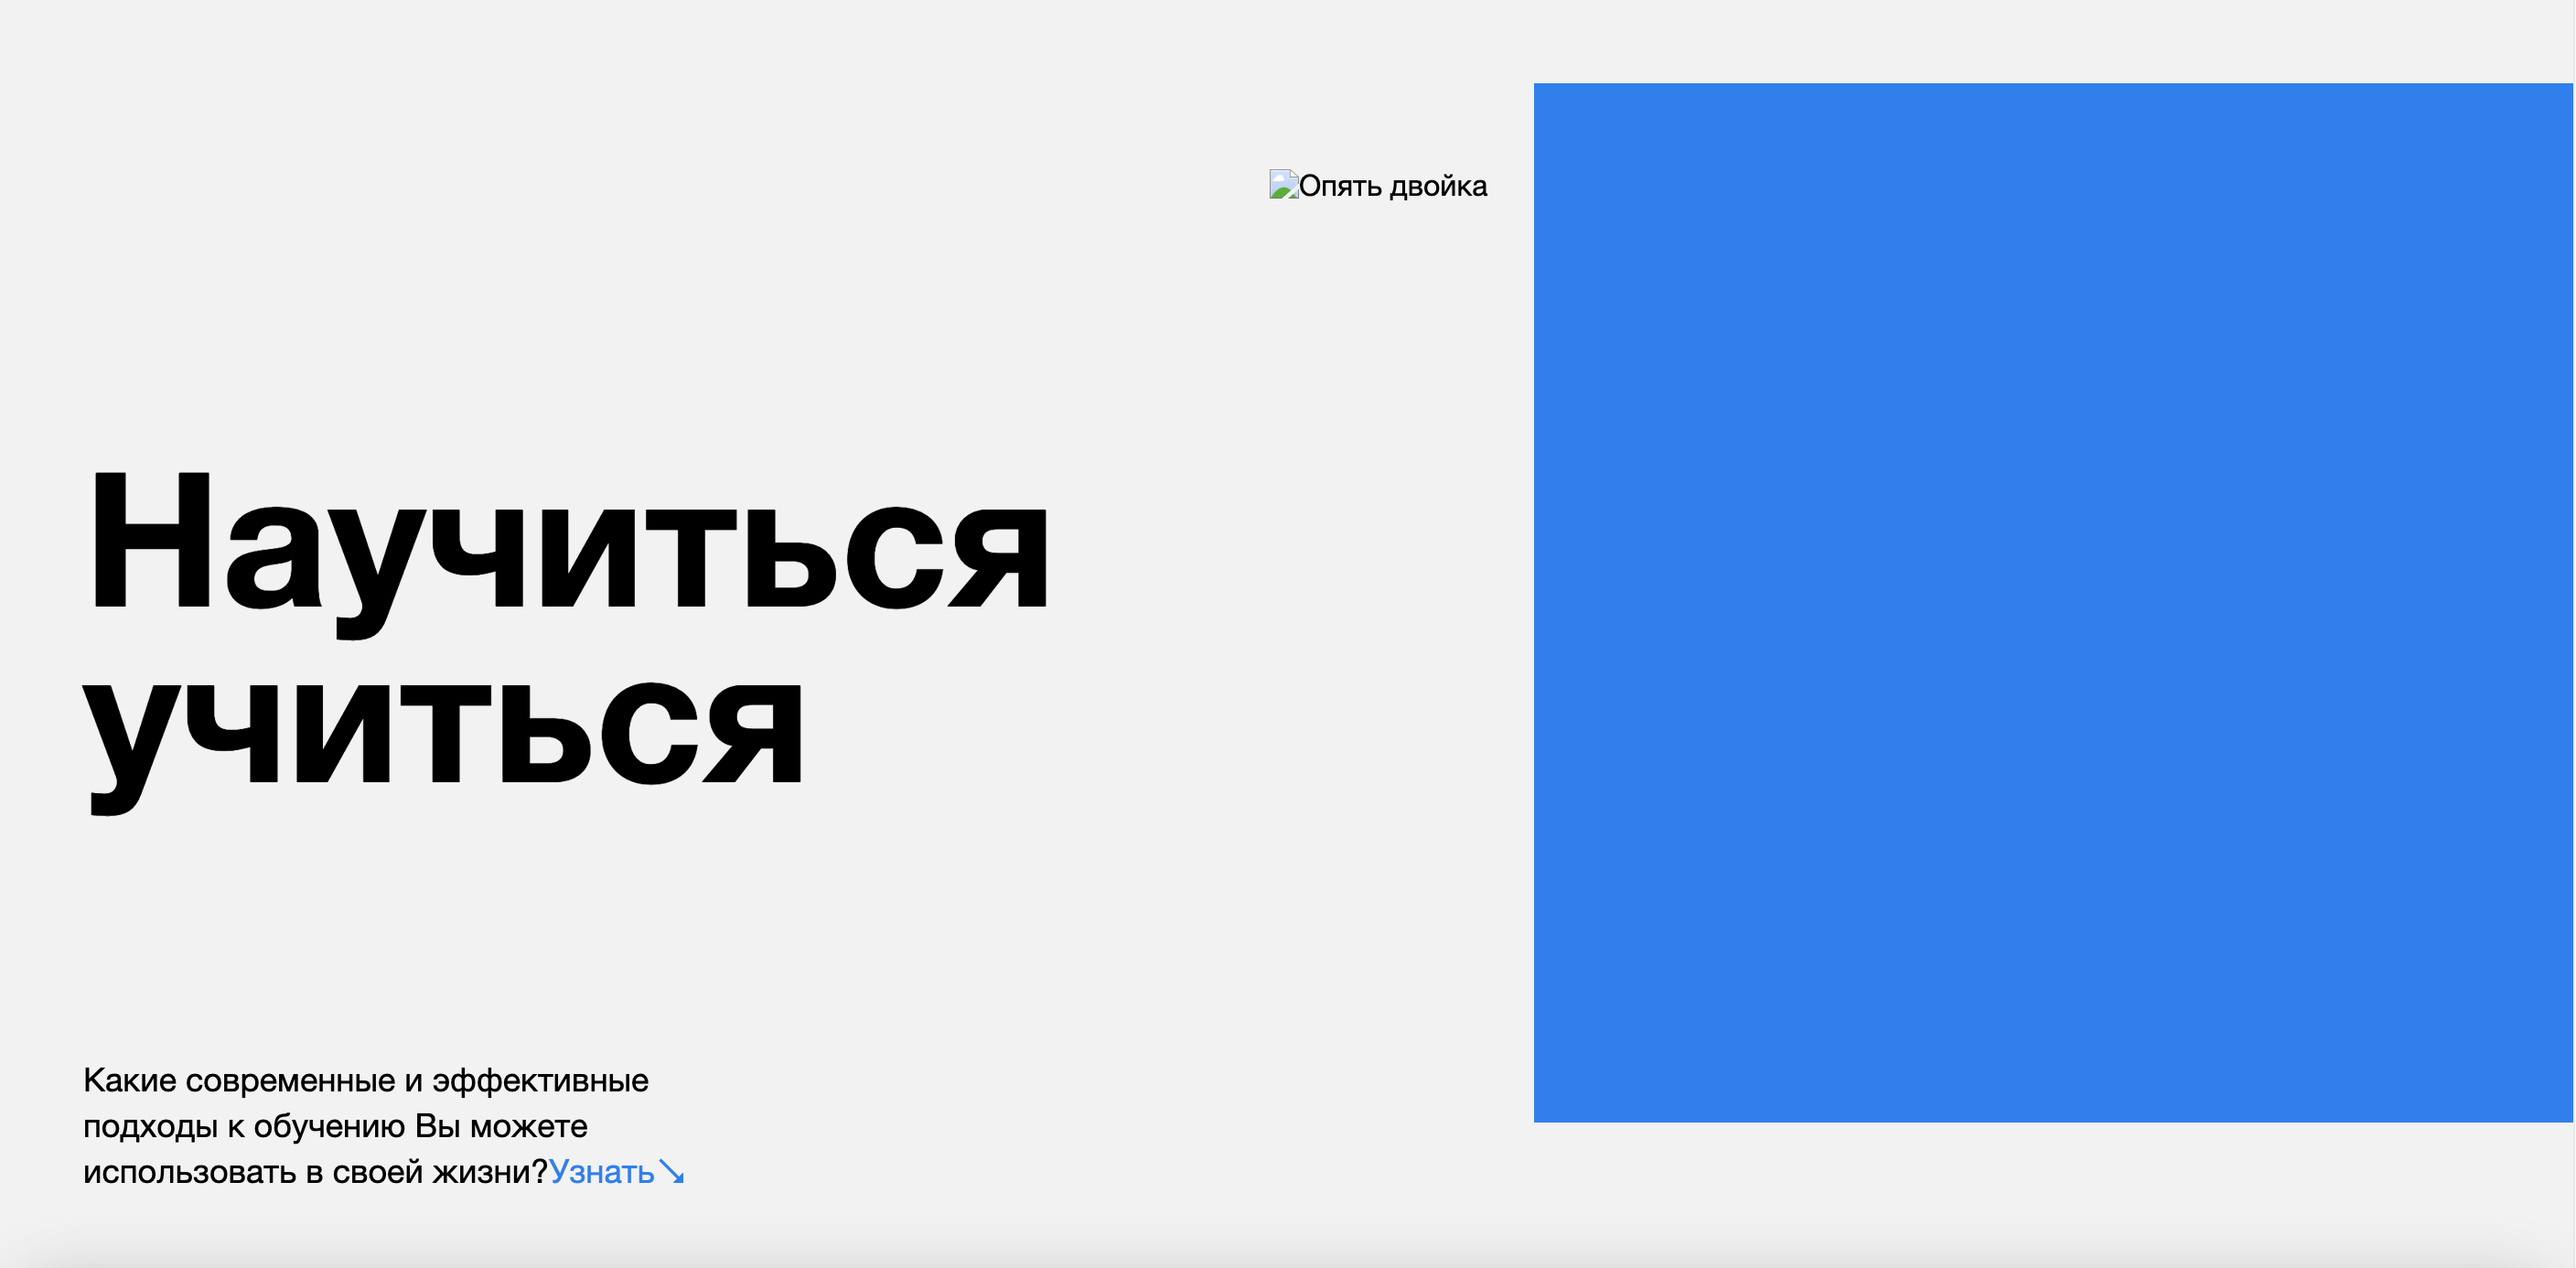 Опять двойка
Научиться
учиться
Какие современные и эффективные
подходы к обучению Вы можете
использовать в своей жизни?Узнать↘